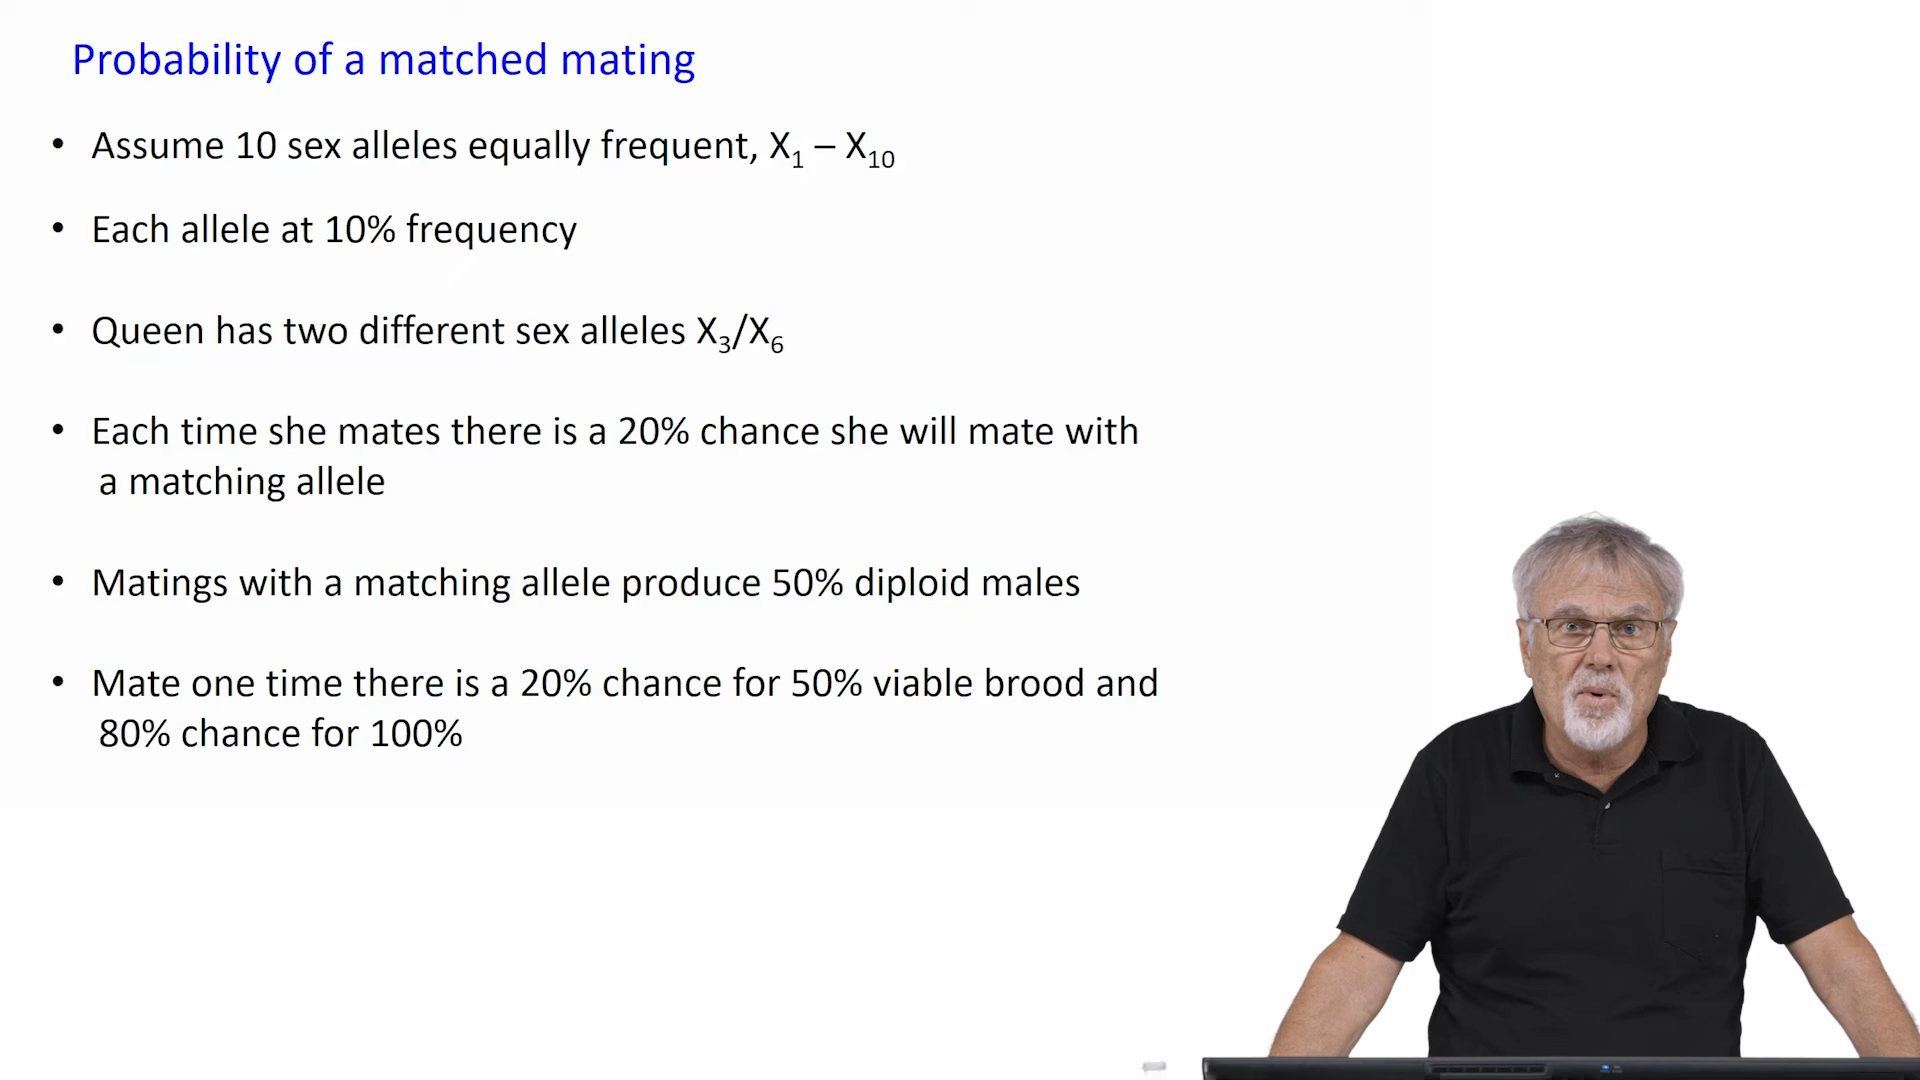 Probability of a matched mating
• Assume 10 sex alleles equally frequent, X₁ – X₁₀
• Each allele at 10% frequency
• Queen has two different sex alleles X₃/X₆
• Each time she mates there is a 20% chance she will mate with
a matching allele
• Matings with a matching allele produce 50% diploid males
• Mate one time there is a 20% chance for 50% viable brood and
80% chance for 100%